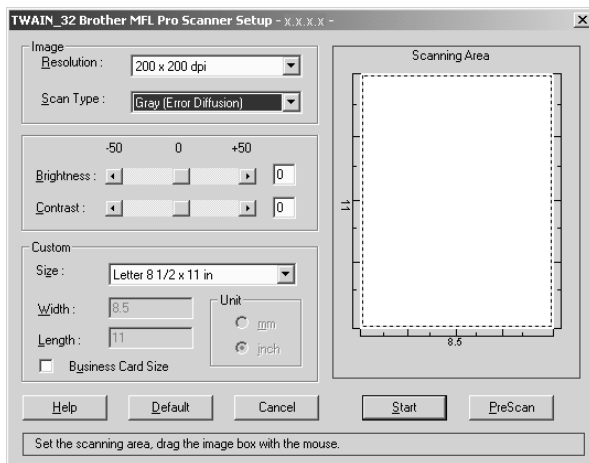 TWAIN_32 Brother MFL Pro Scanner Setup - x.x.x.x -
Image
Resolution : 200 x 200 dpi
Scan Type : Gray (Error Diffusion)
-50 0 +50
Brightness : 0
Contrast : 0
Custom
Size : Letter 8 1/2 x 11 in
Width : 8.5
Length : 11
Unit
mm
inch
Business Card Size
Scanning Area
11
8.5
Help Default Cancel Start PreScan
Set the scanning area, drag the image box with the mouse.